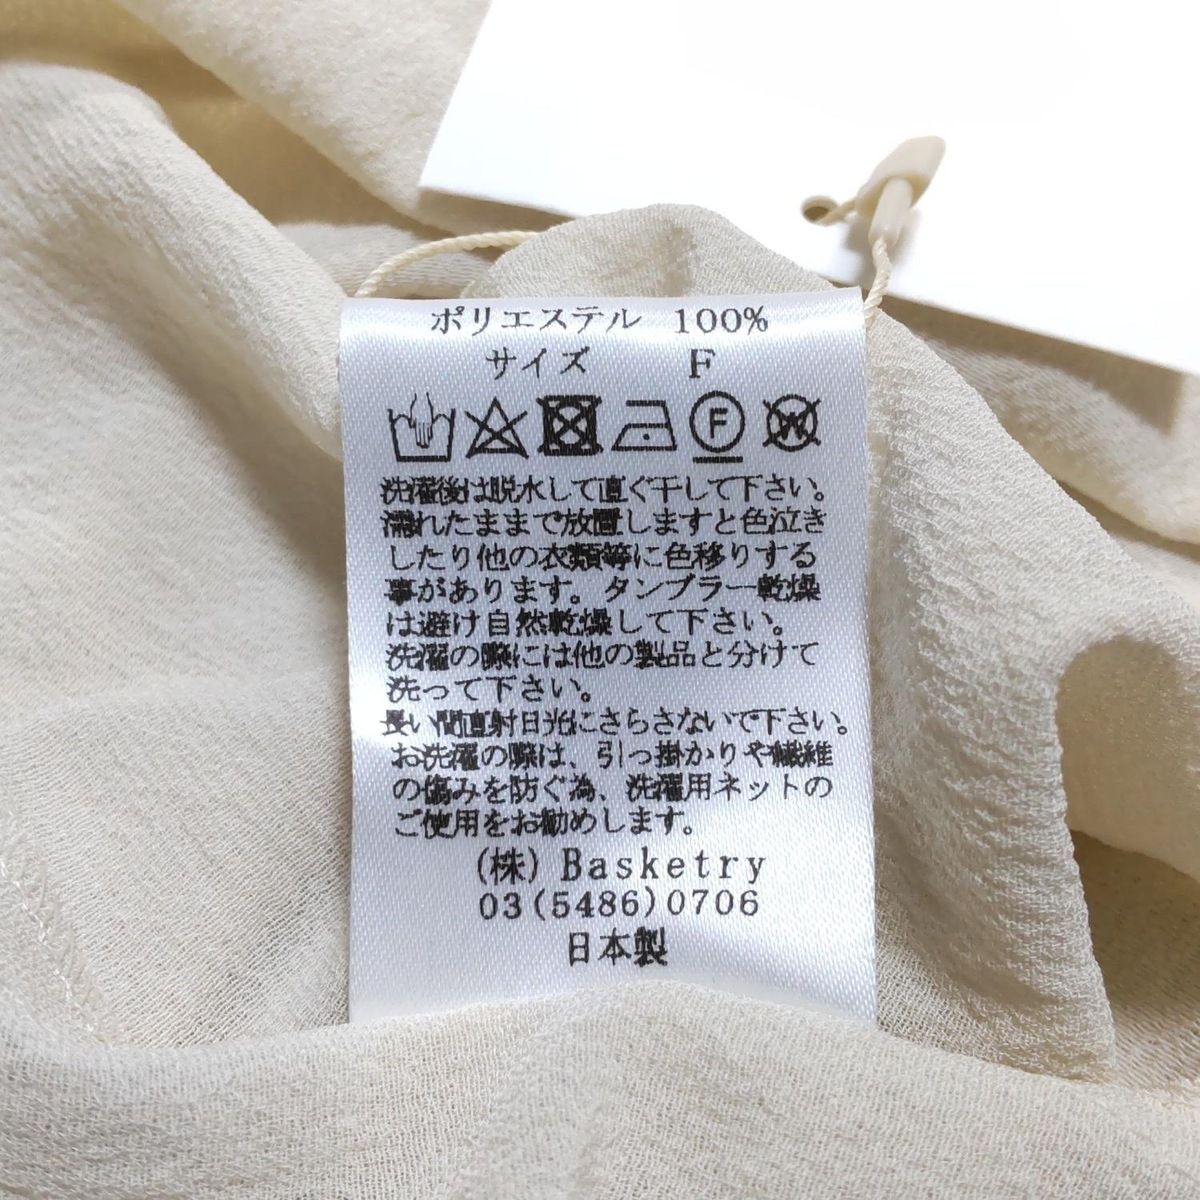 ポリエステル 100%
サイズ F
F W
洗濯後は脱水して直ぐ干して下さい。
濡れたままで放置しますと色泣き
したり他の衣類等に色移りする
事があります。タンブラー乾燥
は避け自然乾燥して下さい。
洗濯の際には他の製品と分けて
洗って下さい。
長い間直射日光にさらさないで下さい。
お洗濯の際は、引っ掛かりや繊維
の傷みを防ぐ為、洗濯用ネットの
ご使用をお勧めします。
(株) Basketry
03(5486)0706
日本製